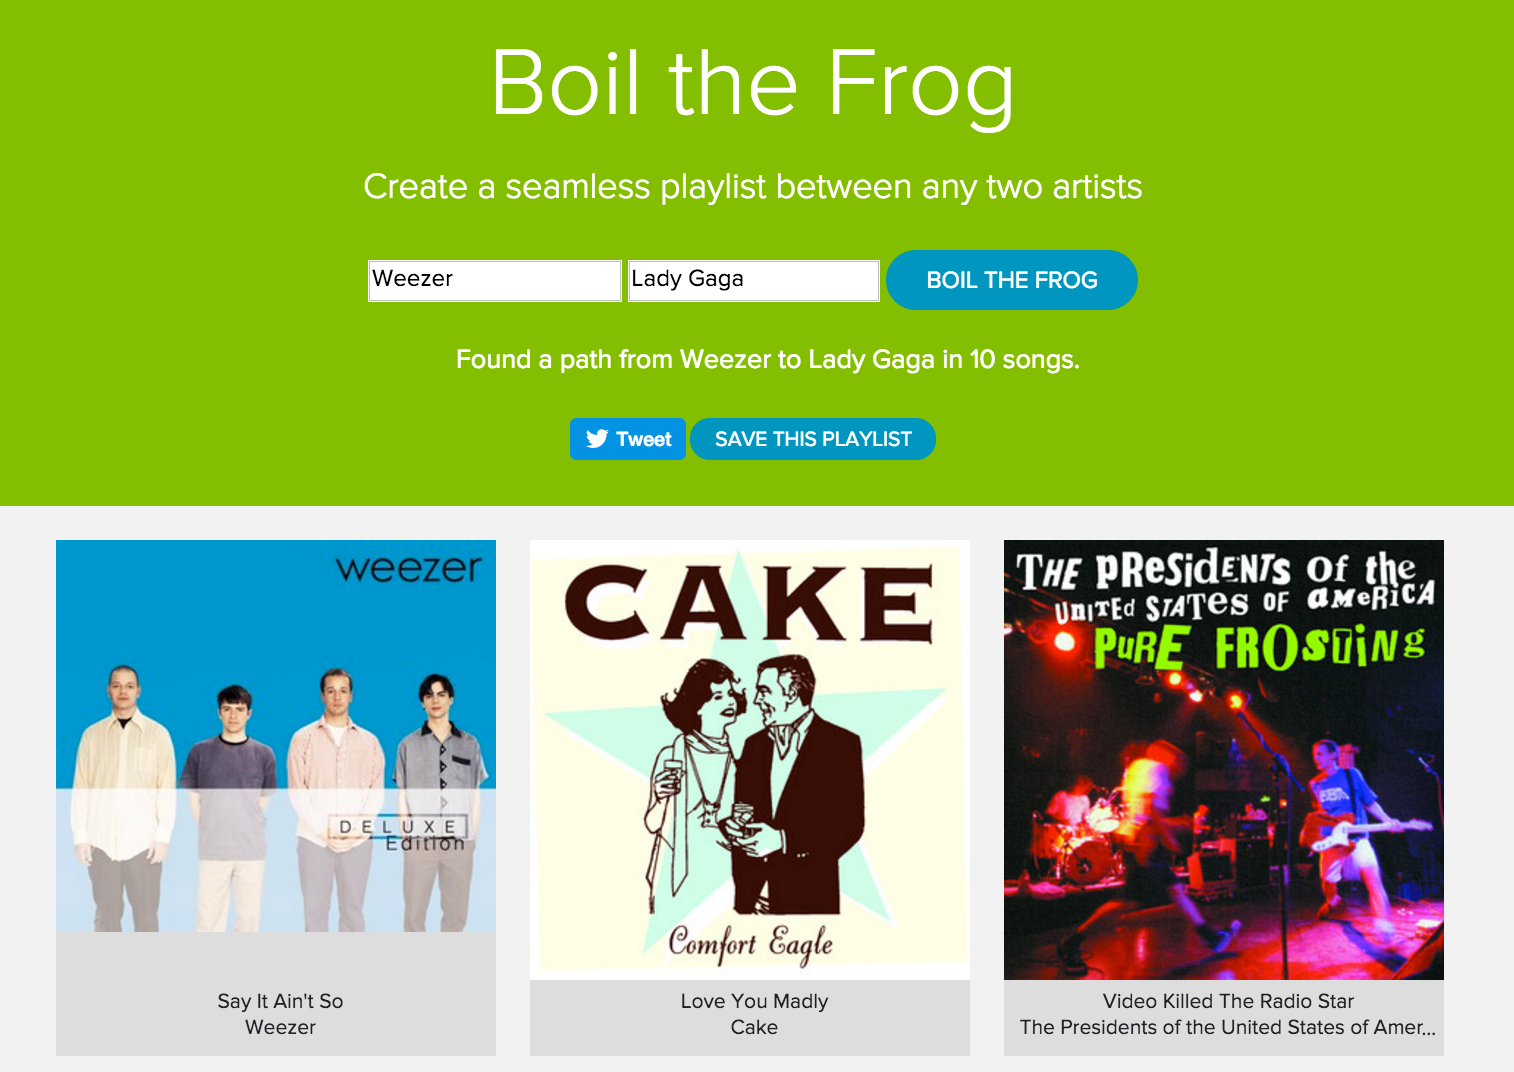 Boil the Frog
Create a seamless playlist between any two artists
Weezer
Lady Gaga
BOIL THE FROG
Found a path from Weezer to Lady Gaga in 10 songs.
Tweet
SAVE THIS PLAYLIST
weezer
DELUXE
Edition
Say It Ain't So
Weezer
CAKE
Comfort Eagle
Love You Madly
Cake
THE PRESidENTS of the
UNITEd STATES OF aMeRiCA
PURE FROSTING
Video Killed The Radio Star
The Presidents of the United States of Amer...